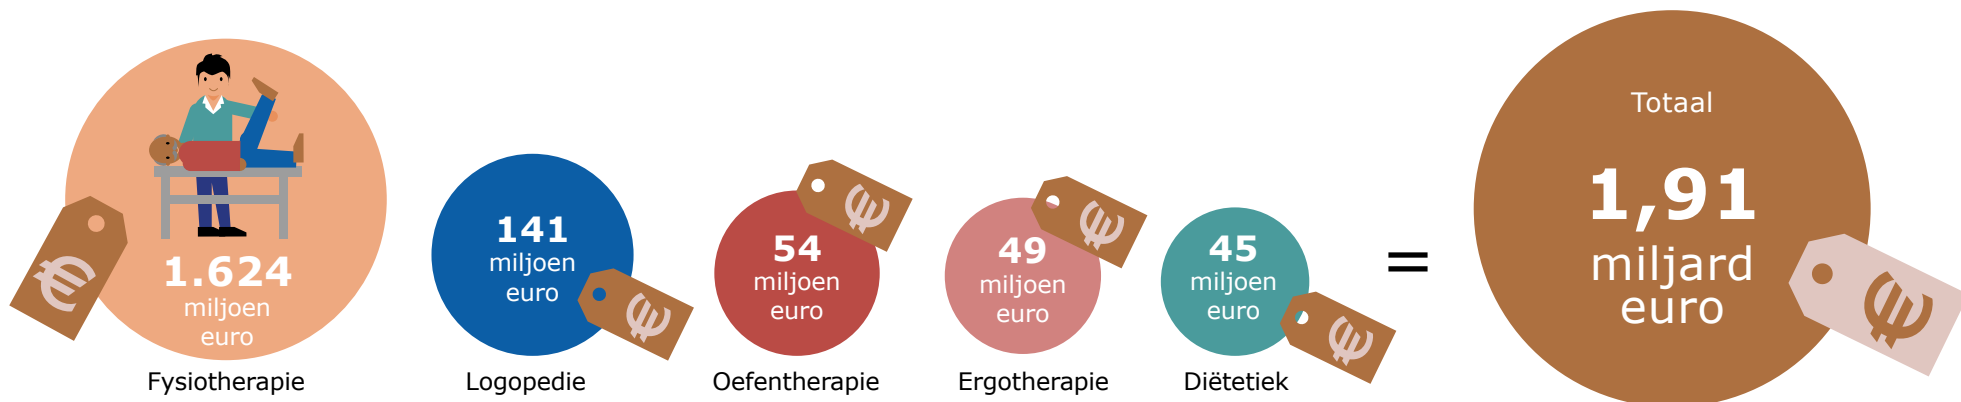 1.624
miljoen
euro
Fysiotherapie
141
miljoen
euro
Logopedie
54
miljoen
euro
Oefentherapie
49
miljoen
euro
Ergotherapie
45
miljoen
euro
Diëtetiek
=
Totaal
1,91
miljard
euro
€
€
€
€
€
€